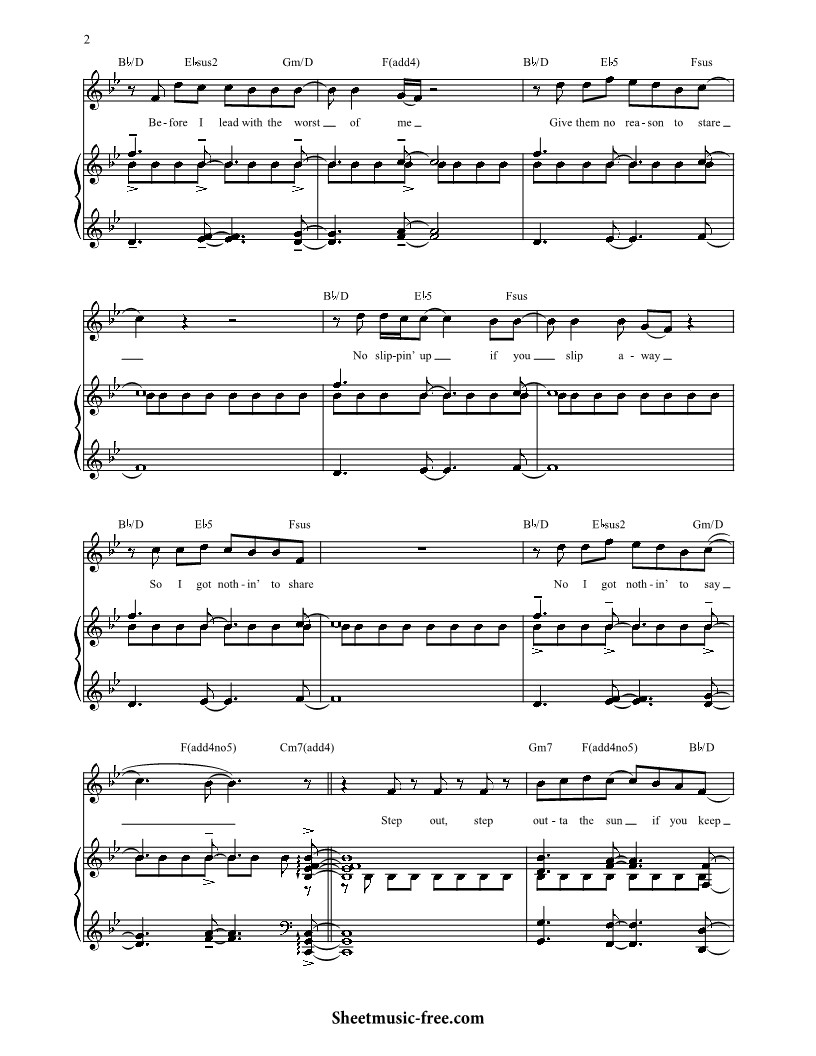 2
B♭/D E♭sus2 Gm/D F(add4) B♭/D E♭5 Fsus
Be - fore I lead with the worst of me Give them no rea - son to stare
B♭/D E♭5 Fsus
No slip-pin' up if you slip a - way
B♭/D E♭5 Fsus B♭/D E♭sus2 Gm/D
So I got noth - in' to share No I got noth - in' to say
F(add4no5) Cm7(add4) Gm7 F(add4no5) B♭/D
Step out, step out - ta the sun if you keep
Sheetmusic-free.com